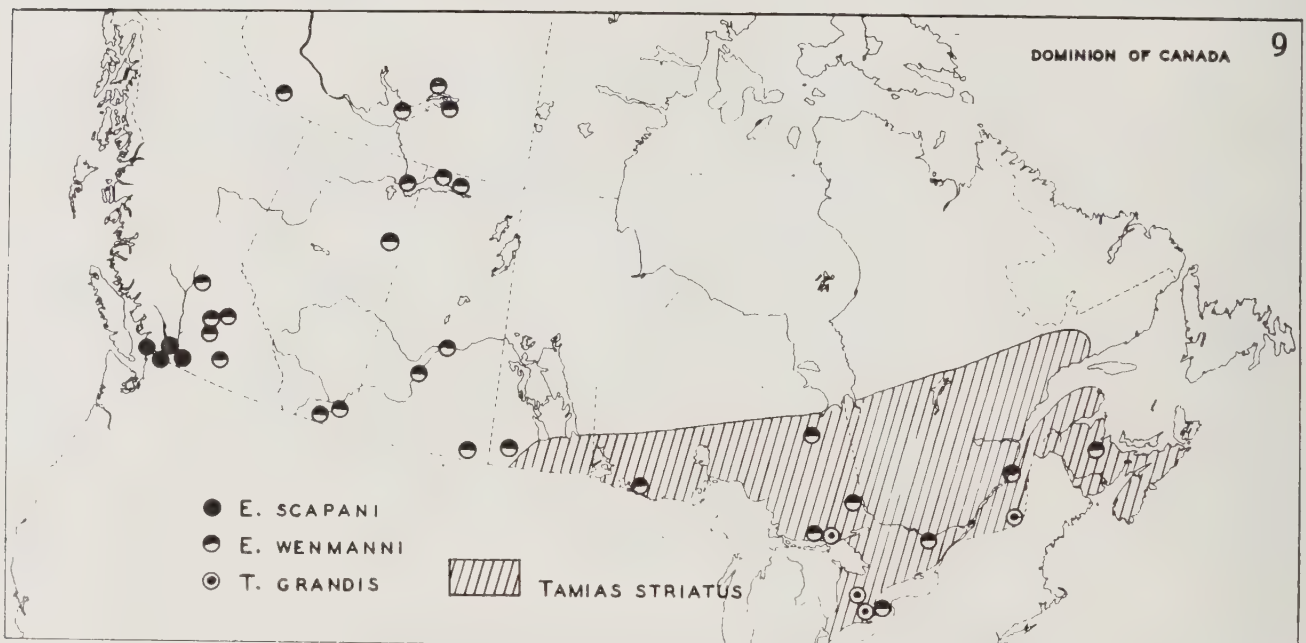 DOMINION OF CANADA 9
E. SCAPANI
E. WENMANNI
T. GRANDIS
TAMIAS STRIATUS